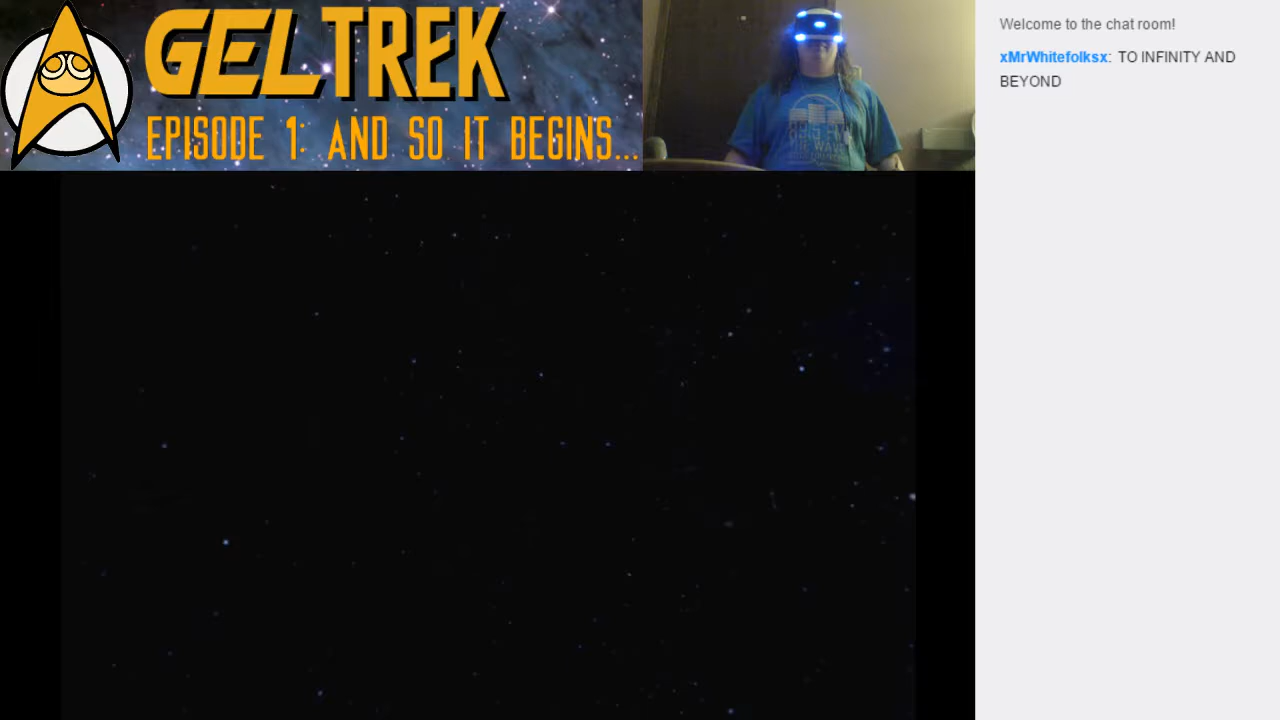 GELTREK
EPISODE 1: AND SO IT BEGINS...
Welcome to the chat room!
xMrWhitefolksx: TO INFINITY AND
BEYOND